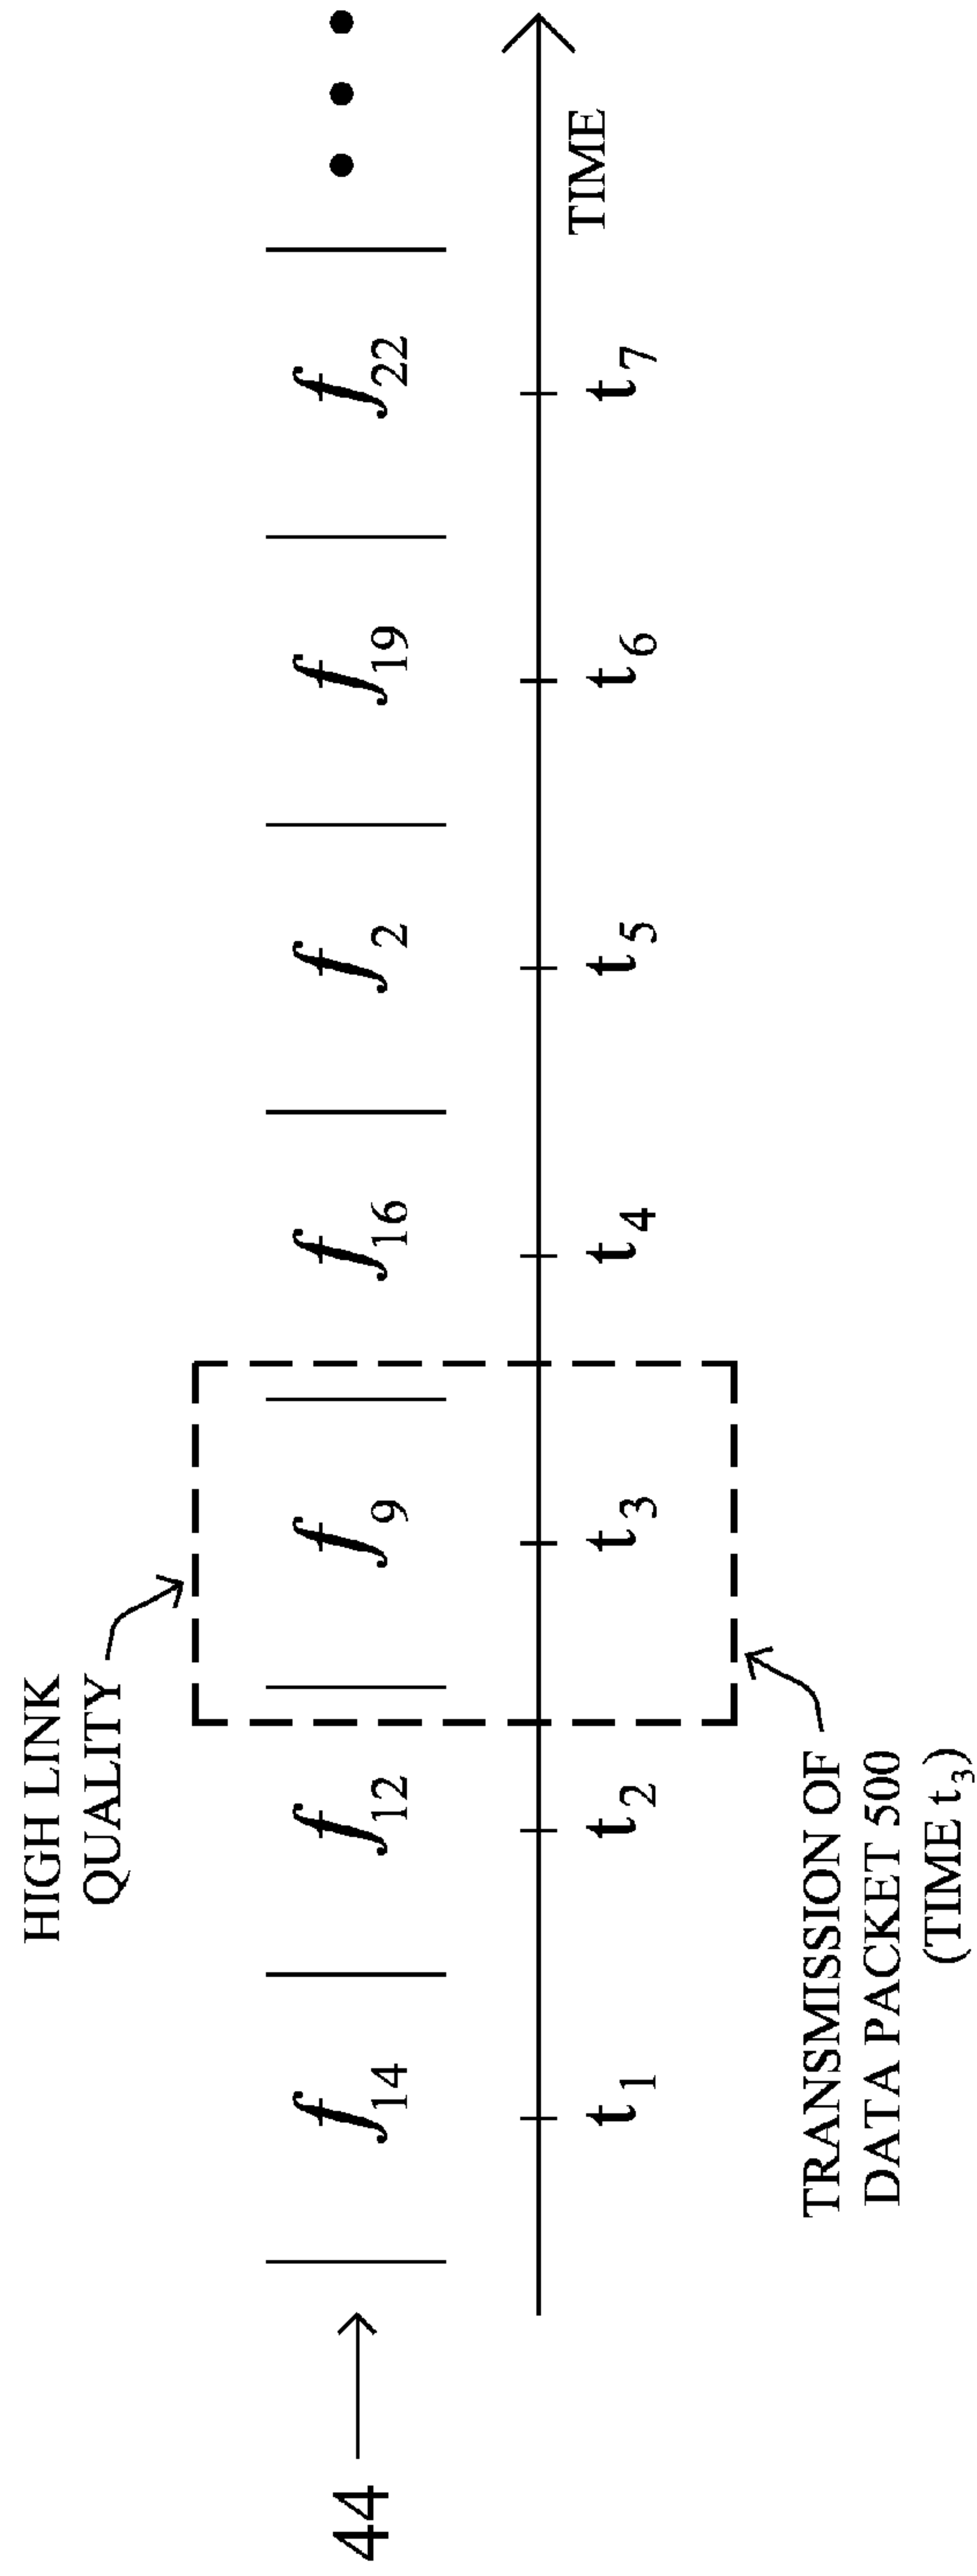 HIGH LINK
QUALITY
44
f14 f12 f9 f16 f2 f19 f22
t1 t2 t3 t4 t5 t6 t7
TIME
TRANSMISSION OF
DATA PACKET 500
(TIME t3)